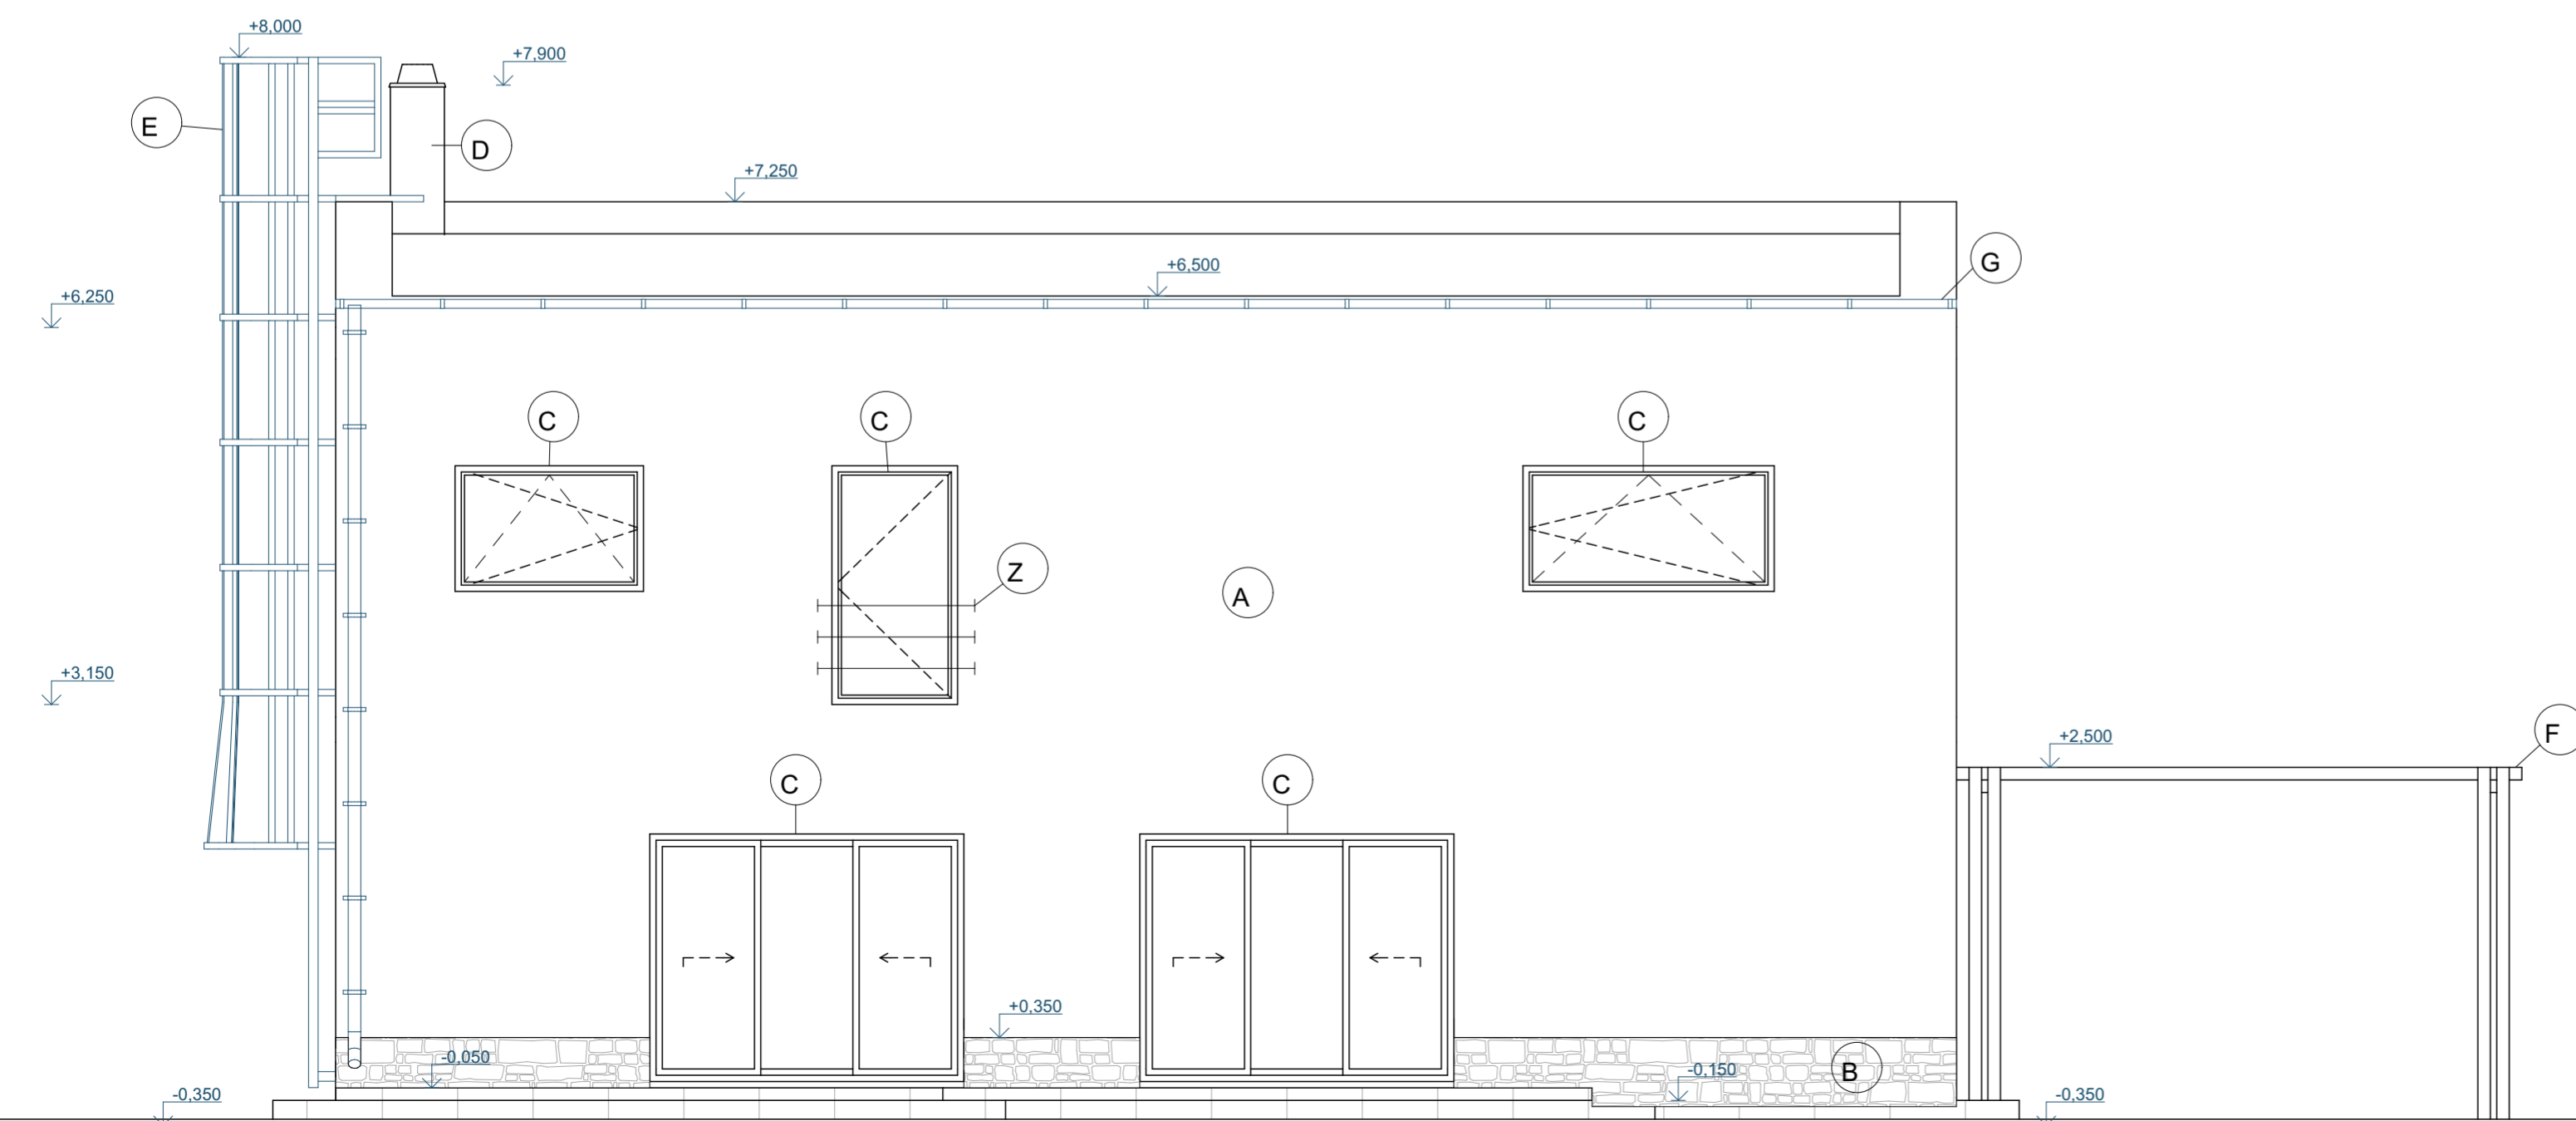 +8,000
+7,900
E
D
+7,250
G
+6,500
+6,250
C
C
C
Z
A
+3,150
+2,500
F
C
C
+0,350
-0,050
-0,150
B
-0,350
-0,350